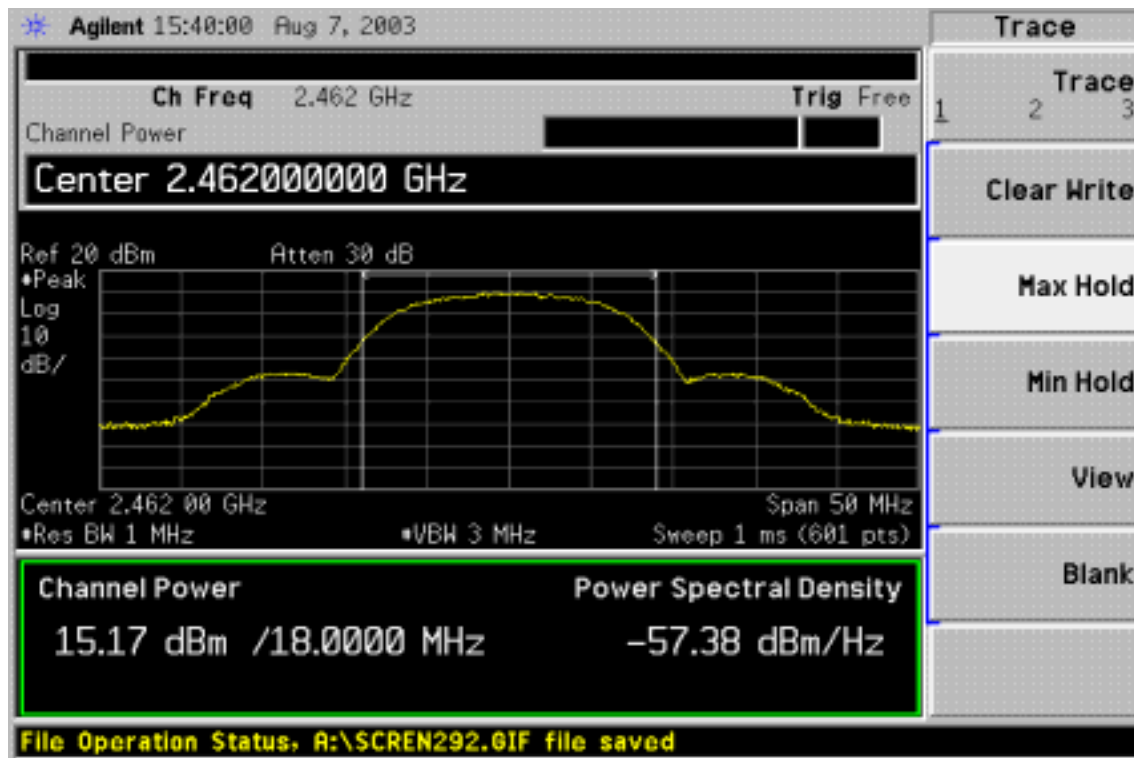 Agilent 15:40:00 Aug 7, 2003
Trace
Ch Freq 2.462 GHz Trig Free
Channel Power
Center 2.462000000 GHz
Ref 20 dBm Atten 30 dB
*Peak
Log
10
dB/
Center 2.462 00 GHz Span 50 MHz
*Res BW 1 MHz *VBW 3 MHz Sweep 1 ms (601 pts)
Channel Power Power Spectral Density
15.17 dBm /18.0000 MHz -57.38 dBm/Hz
File Operation Status, A:\SCREN292.GIF file saved
Trace
1 2 3
Clear Write
Max Hold
Min Hold
View
Blank